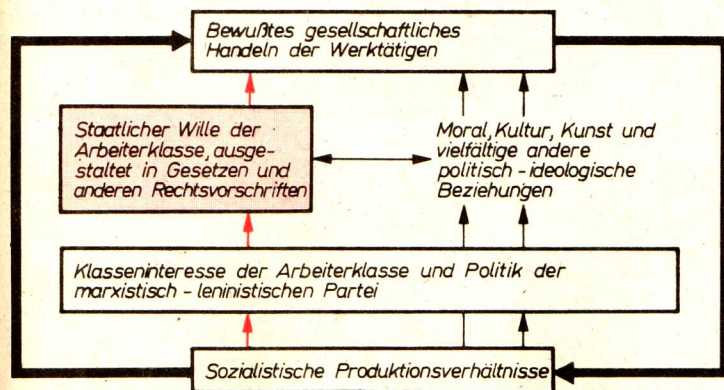 Bewußtes gesellschaftliches
Handeln der Werktätigen
Staatlicher Wille der
Arbeiterklasse, ausge-
staltet in Gesetzen und
anderen Rechtsvorschriften
Moral, Kultur, Kunst und
vielfältige andere
politisch-ideologische
Beziehungen
Klasseninteresse der Arbeiterklasse und Politik der
marxistisch-leninistischen Partei
Sozialistische Produktionsverhältnisse